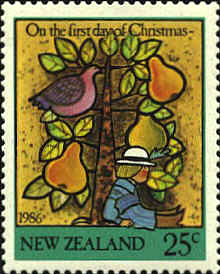 On the first day of Christmas-
1986
25c
NEW ZEALAND